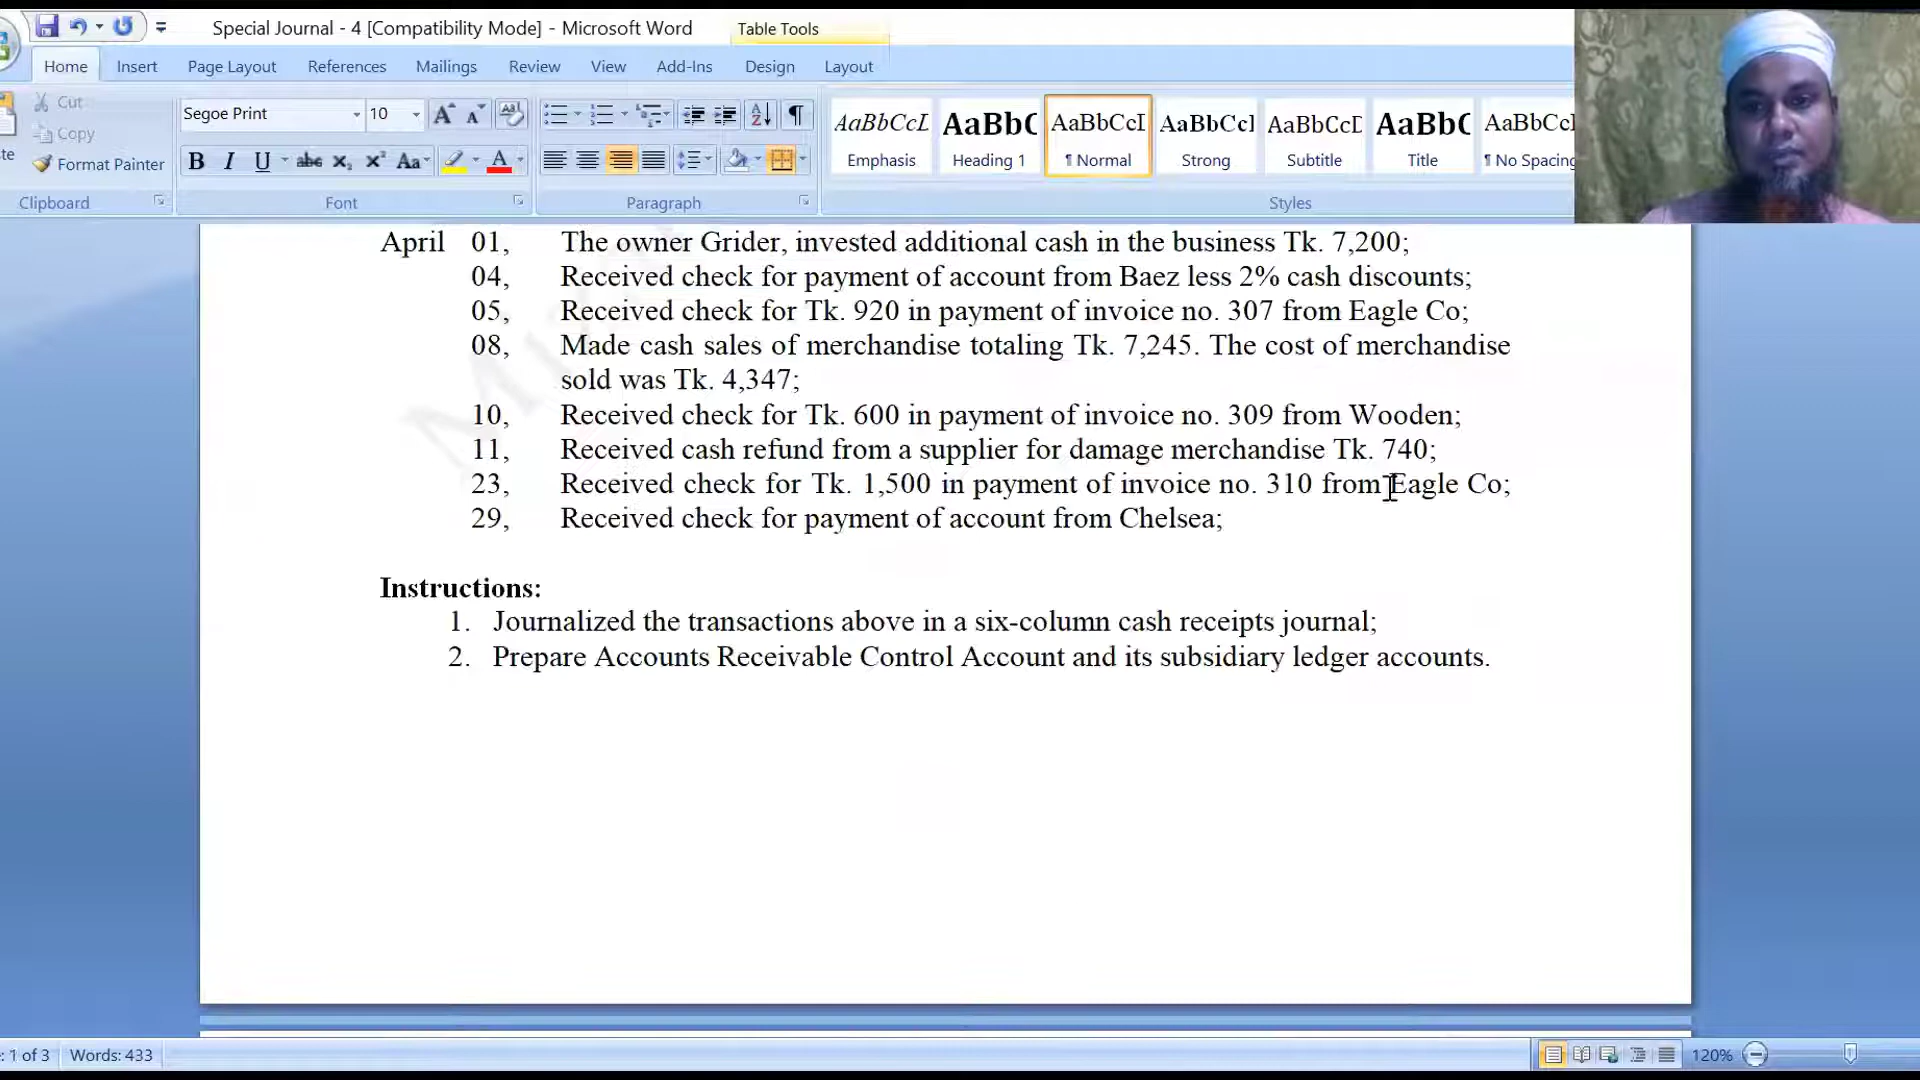 Special Journal - 4 [Compatibility Mode] - Microsoft Word
Table Tools
Home Insert Page Layout References Mailings Review View Add-Ins Design Layout
Cut
Copy
Format Painter
Clipboard
Segoe Print 10
Font
Paragraph
AaBbCcL AaBbC AaBbCcI AaBbCcI AaBbCcD AaBbC AaBbCcI
Emphasis Heading 1 ¶ Normal Strong Subtitle Title ¶ No Spacing
Styles
April 01, The owner Grider, invested additional cash in the business Tk. 7,200;
04, Received check for payment of account from Baez less 2% cash discounts;
05, Received check for Tk. 920 in payment of invoice no. 307 from Eagle Co;
08, Made cash sales of merchandise totaling Tk. 7,245. The cost of merchandise
sold was Tk. 4,347;
10, Received check for Tk. 600 in payment of invoice no. 309 from Wooden;
11, Received cash refund from a supplier for damage merchandise Tk. 740;
23, Received check for Tk. 1,500 in payment of invoice no. 310 from Eagle Co;
29, Received check for payment of account from Chelsea;
Instructions:
1. Journalized the transactions above in a six-column cash receipts journal;
2. Prepare Accounts Receivable Control Account and its subsidiary ledger accounts.
: 1 of 3 Words: 433
120%